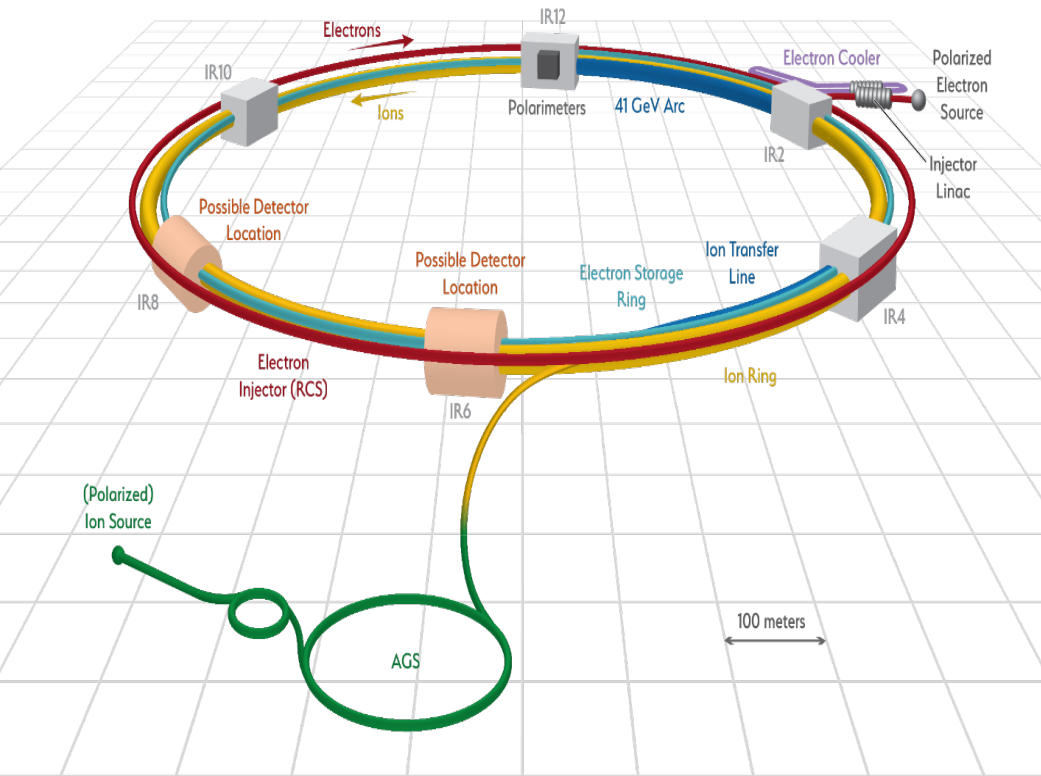 IR12
Electrons
IR10
Ions
Polarimeters
41 GeV Arc
Electron Cooler
Polarized
Electron
Source
IR2
Injector
Linac
Possible Detector
Location
Possible Detector
Location
Electron Storage
Ring
Ion Transfer
Line
IR8
IR4
Electron
Injector (RCS)
IR6
Ion Ring
(Polarized)
Ion Source
AGS
100 meters